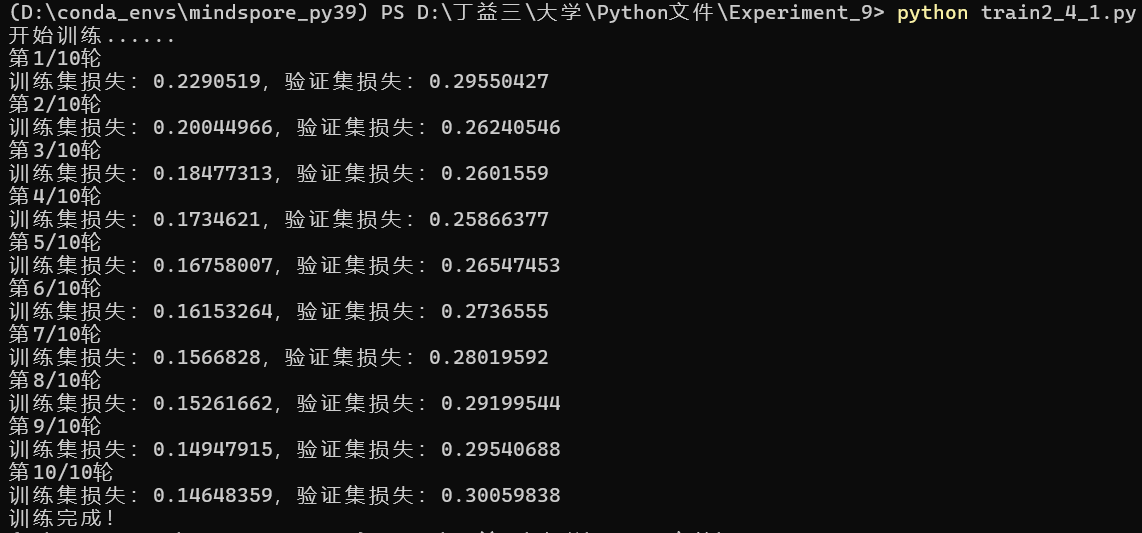 (D:\conda_envs\mindspore_py39) PS D:\丁益三\大学\Python文件\Experiment_9> python train2_4_1.py
开始训练......
第1/10轮
训练集损失: 0.2290519, 验证集损失: 0.29550427
第2/10轮
训练集损失: 0.20044966, 验证集损失: 0.26240546
第3/10轮
训练集损失: 0.18477313, 验证集损失: 0.2601559
第4/10轮
训练集损失: 0.1734621, 验证集损失: 0.25866377
第5/10轮
训练集损失: 0.16758007, 验证集损失: 0.26547453
第6/10轮
训练集损失: 0.16153264, 验证集损失: 0.2736555
第7/10轮
训练集损失: 0.1566828, 验证集损失: 0.28019592
第8/10轮
训练集损失: 0.15261662, 验证集损失: 0.29199544
第9/10轮
训练集损失: 0.14947915, 验证集损失: 0.29540688
第10/10轮
训练集损失: 0.14648359, 验证集损失: 0.30059838
训练完成!